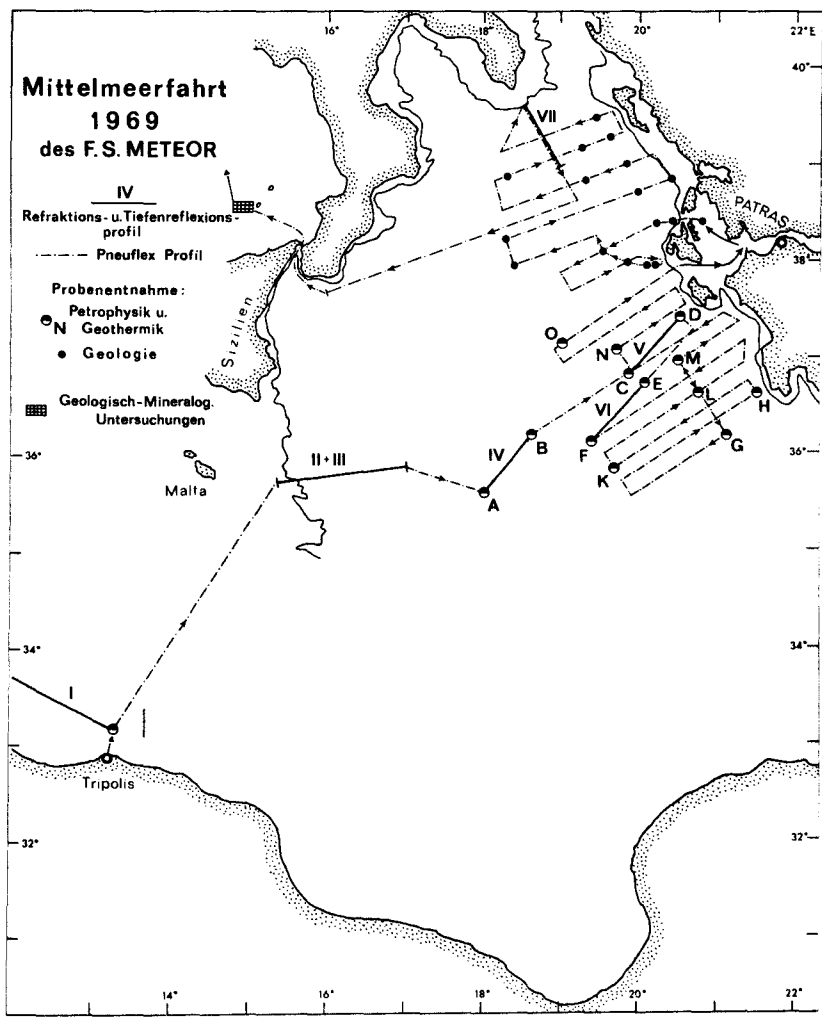 16°
18°
20°
22°E
40°
Mittelmeerfahrt
1969
des F.S. METEOR
IV
Refraktions- u. Tiefenreflexions-
profil
Pneuflex Profil
Probenentnahme:
Petrophysik u.
N Geothermik
Geologie
Geologisch-Mineralog.
Untersuchungen
VII
PATRAS
38°
Sizilien
O
N
V
D
C
E
M
L
H
VI
F
G
K
B
IV
A
36°
36°
II+III
Malta
34°
34°
I
Tripolis
32°
32°
14°
16°
18°
20°
22°